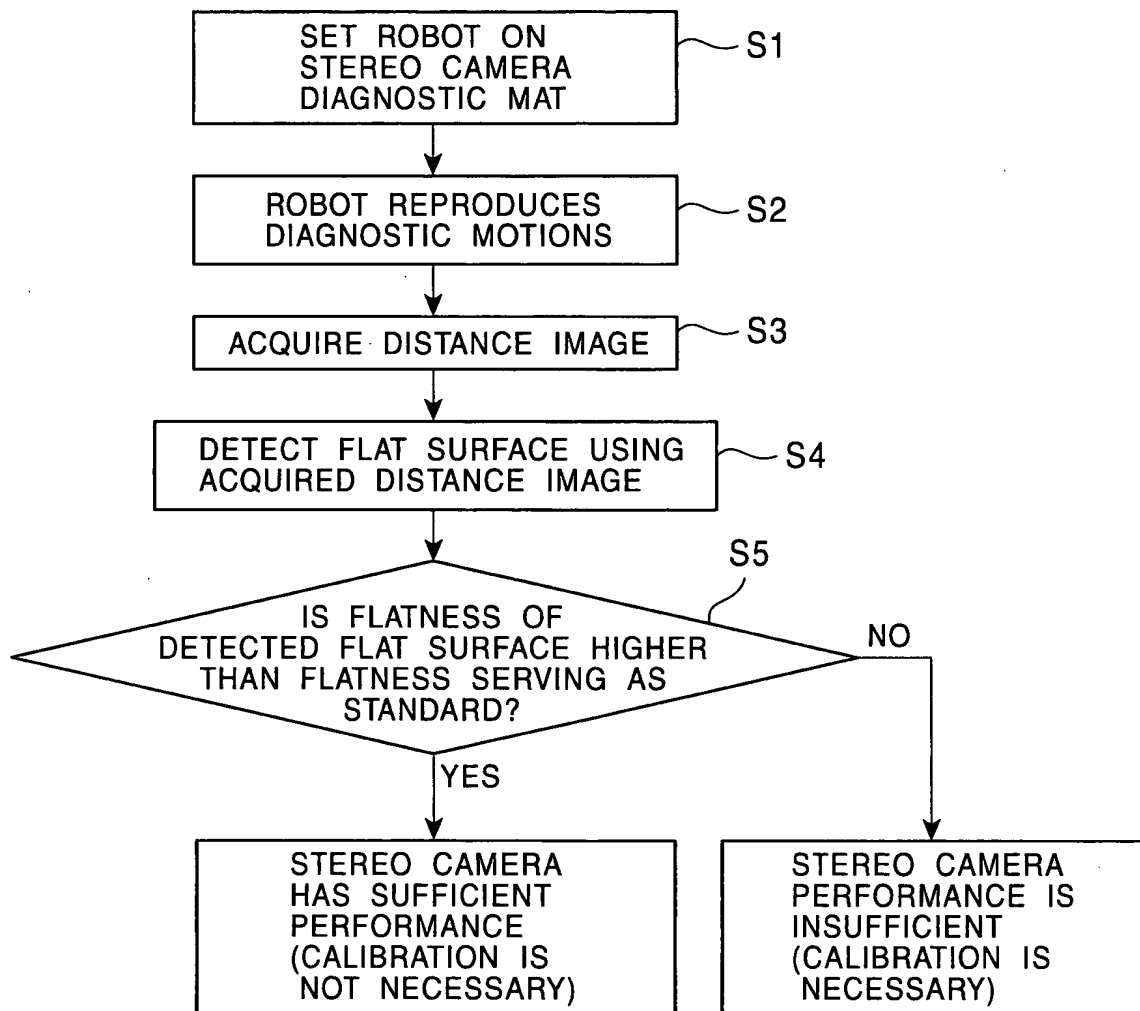 SET ROBOT ON
STEREO CAMERA
DIAGNOSTIC MAT
S1
ROBOT REPRODUCES
DIAGNOSTIC MOTIONS
S2
ACQUIRE DISTANCE IMAGE
S3
DETECT FLAT SURFACE USING
ACQUIRED DISTANCE IMAGE
S4
S5
IS FLATNESS OF
DETECTED FLAT SURFACE HIGHER
THAN FLATNESS SERVING AS
STANDARD?
NO
YES
STEREO CAMERA
HAS SUFFICIENT
PERFORMANCE
(CALIBRATION IS
NOT NECESSARY)
STEREO CAMERA
PERFORMANCE IS
INSUFFICIENT
(CALIBRATION IS
NECESSARY)